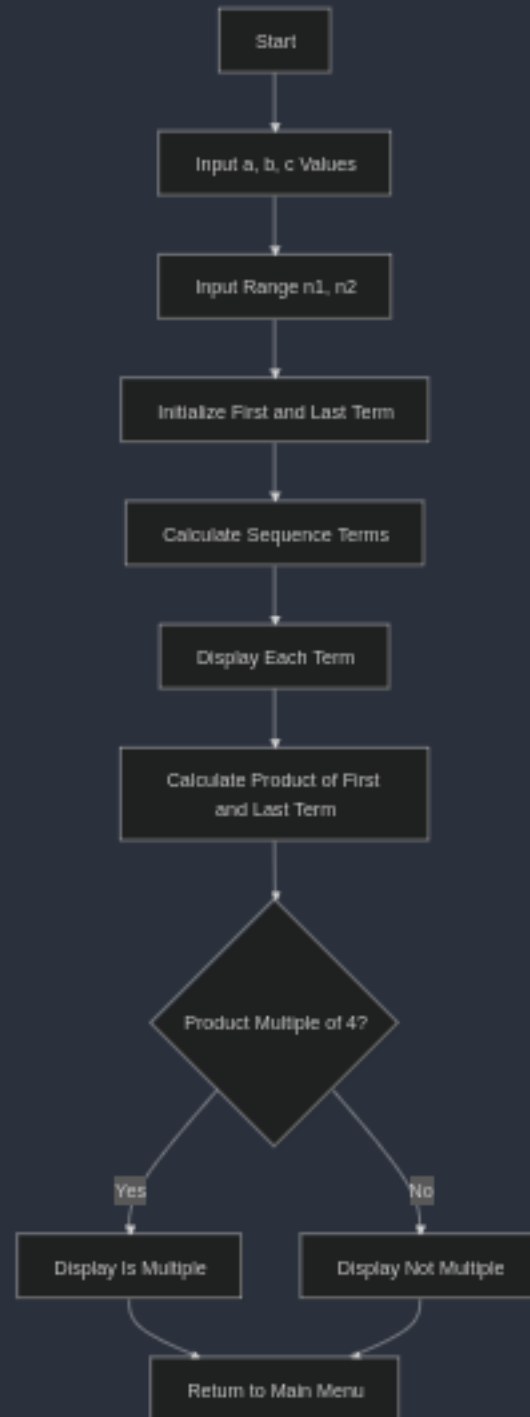 Start
Input a, b, c Values
Input Range n1, n2
Initialize First and Last Term
Calculate Sequence Terms
Display Each Term
Calculate Product of First
and Last Term
Product Multiple of 4?
Yes
No
Display Is Multiple
Display Not Multiple
Return to Main Menu